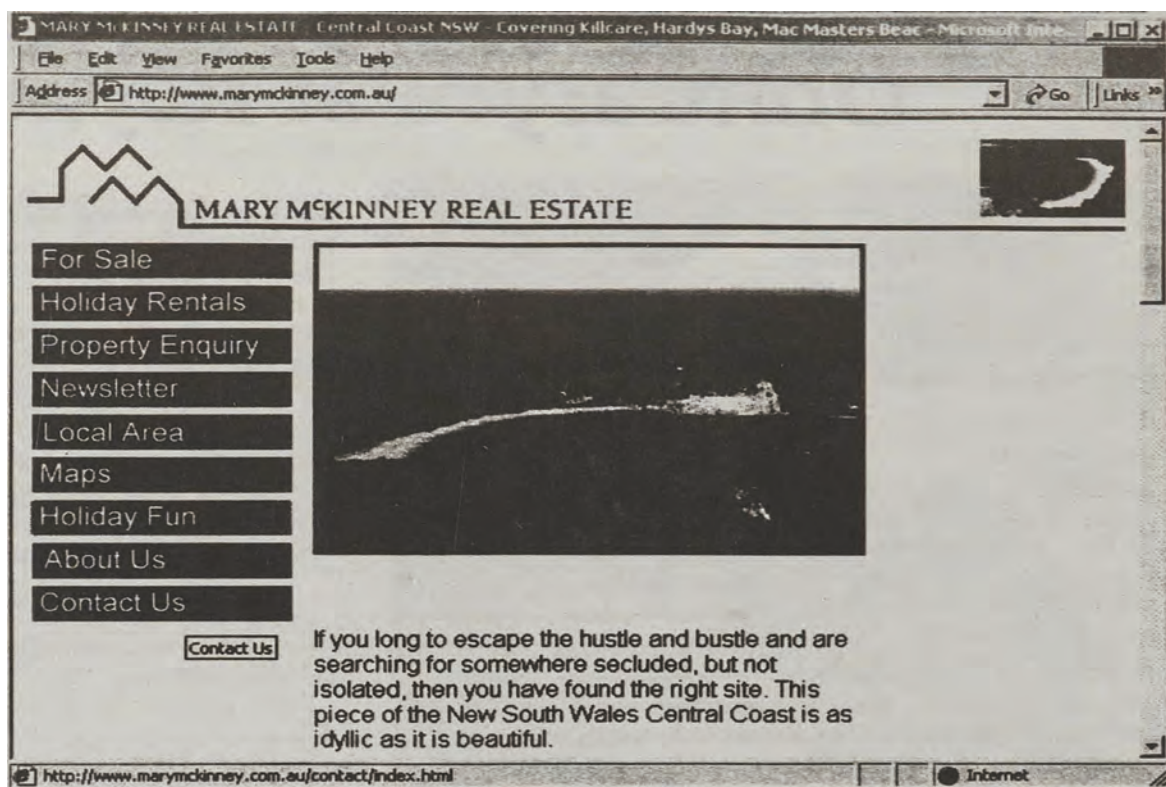 MARY McKINNEY REAL ESTATE - Central Coast NSW - Covering Killcare, Hardys Bay, Mac Masters Beac - Microsoft Inte...
File Edit View Favorites Tools Help
Address http://www.marymckinney.com.au/ Go Links »
MARY McKINNEY REAL ESTATE
For Sale
Holiday Rentals
Property Enquiry
Newsletter
Local Area
Maps
Holiday Fun
About Us
Contact Us
Contact Us
If you long to escape the hustle and bustle and are
searching for somewhere secluded, but not
isolated, then you have found the right site. This
piece of the New South Wales Central Coast is as
idyllic as it is beautiful.
http://www.marymckinney.com.au/contact/index.html Internet